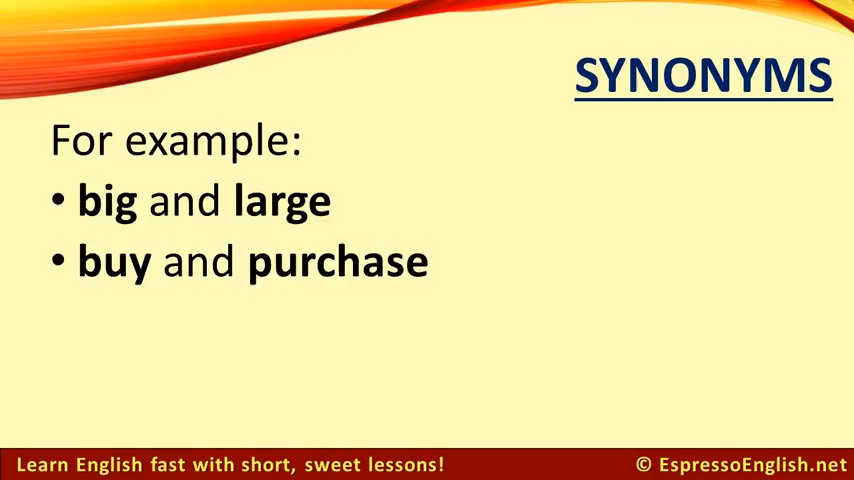 SYNONYMS
For example:
• big and large
• buy and purchase
Learn English fast with short, sweet lessons!
© EspressoEnglish.net